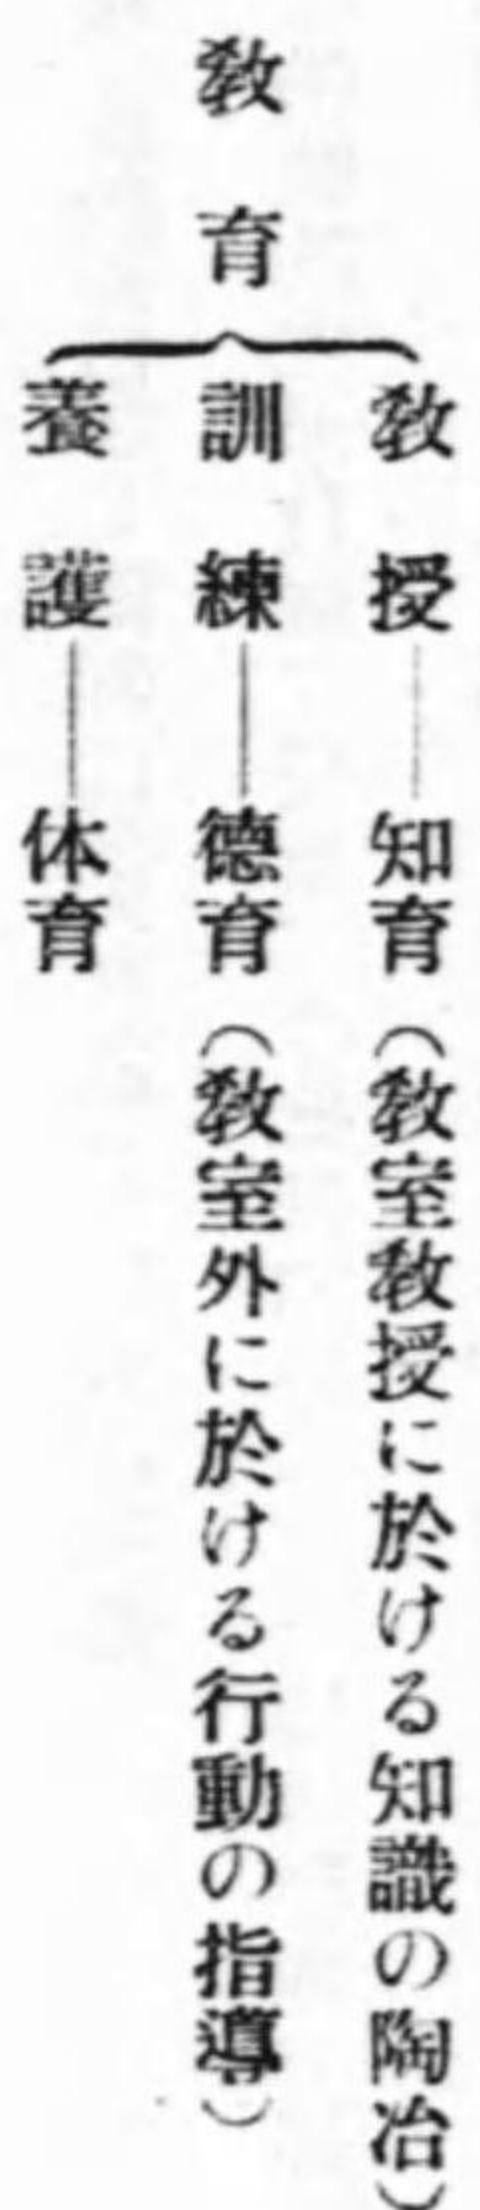 教育
教授——知育（教室教授に於ける知識の陶冶）
訓練——德育（教室外に於ける行動の指導）
養護——体育